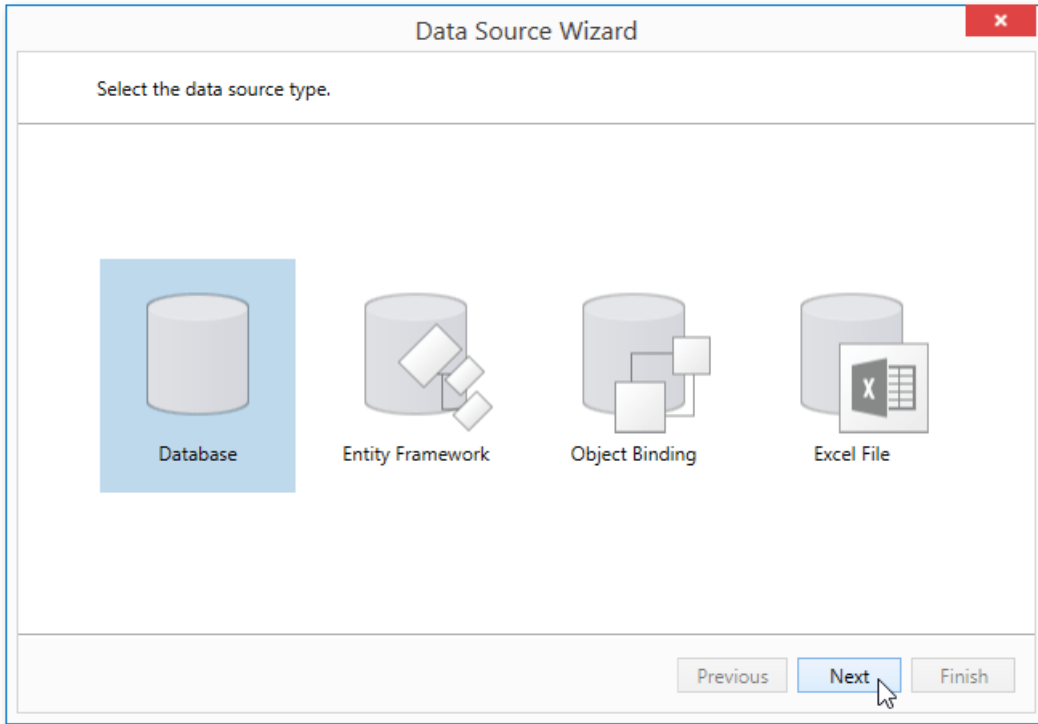 Data Source Wizard
Select the data source type.
Database
Entity Framework
Object Binding
X
Excel File
Previous
Next
Finish